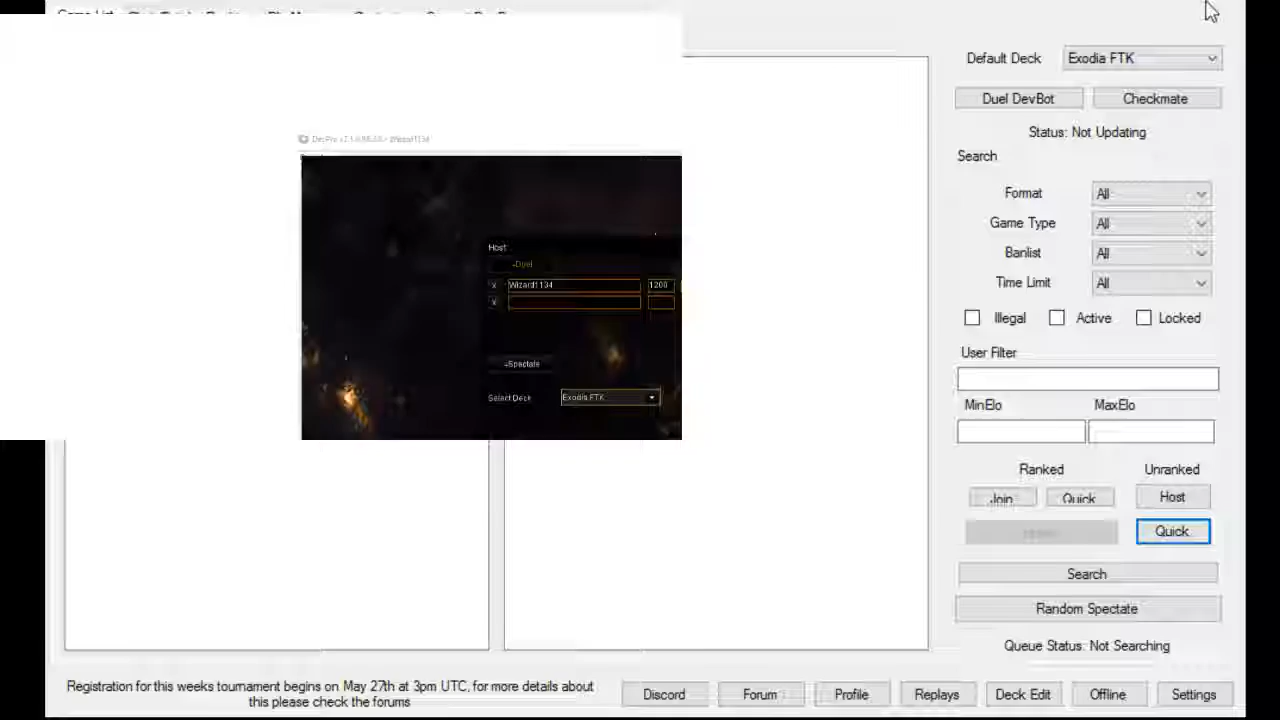 Default Deck
Exodia FTK
Duel DevBot
Checkmate
Status: Not Updating
Search
Format
All
Game Type
All
Banlist
All
Time Limit
All
Illegal
Active
Locked
User Filter
MinElo
MaxElo
Ranked
Unranked
Join
Quick
Host
Quick
Search
Random Spectate
Queue Status: Not Searching
Host
Duel
X
Wizard1134
1200
X
Select Deck
Exodia FTK
Registration for this weeks tournament begins on May 27th at 3pm UTC, for more details about
this please check the forums
Discord
Forum
Profile
Replays
Deck Edit
Offline
Settings